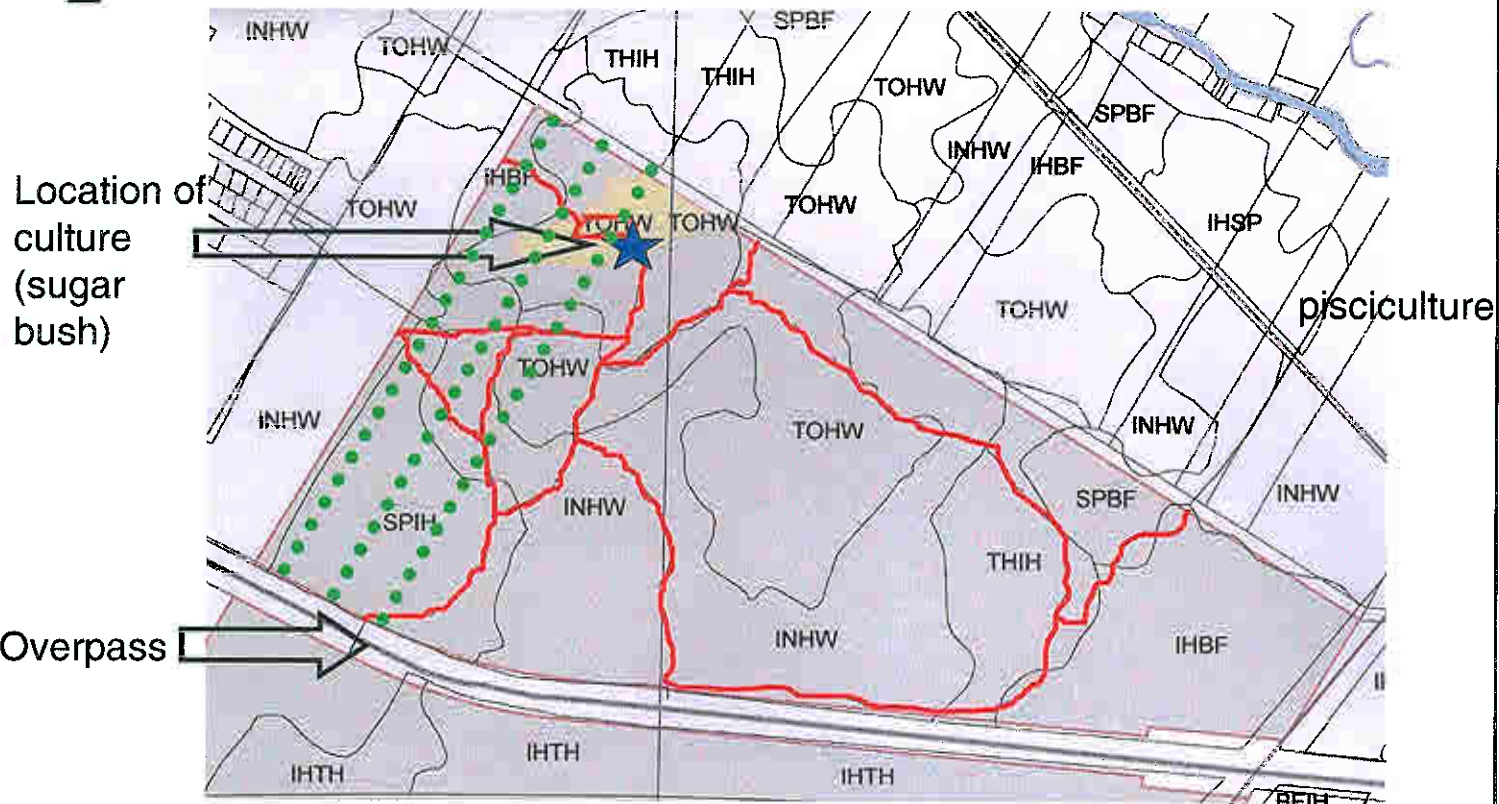 INHW
TOHW
THIH
THIH
SPBF
TOHW
SPBF
INHW
IHBF
IHBF
Location of
culture
(sugar
bush)
TOHW
TOHW
TOHW
TOHW
IHSP
TOHW
pisciculture
TOHW
INHW
TOHW
INHW
SPIH
INHW
SPBF
INHW
THIH
Overpass
INHW
IHBF
IHTH
IHTH
IHTH